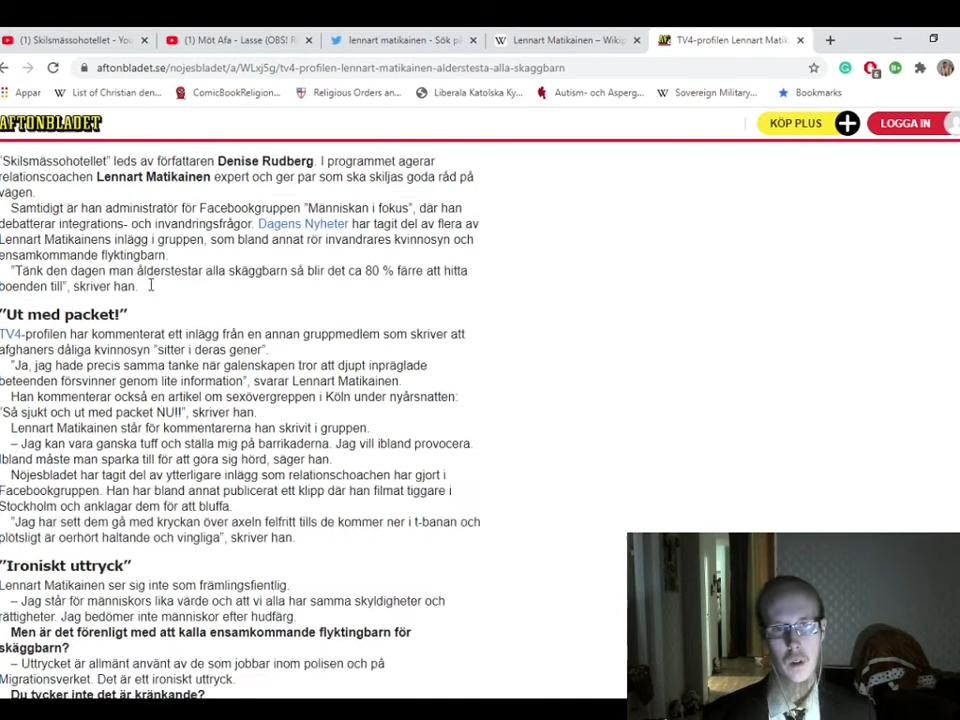 (1) Skilsmässohotellet - You
(1) Möt Afa - Lasse (OBS! R
lennart matikainen - Sök p
Lennart Matikainen – Wikip
TV4-profilen Lennart Matik
aftonbladet.se/nojesbladet/a/WLxj5g/tv4-profilen-lennart-matikainen-alderstesta-alla-skaggbarn
Appar
List of Christian den...
ComicBookReligion...
Religious Orders an...
Liberala Katolska Ky...
Autism- och Asperg...
Sovereign Military...
Bookmarks
AFTONBLADET
KÖP PLUS
LOGGA IN
"Skilsmässohotellet" leds av författaren Denise Rudberg. I programmet agerar
relationscoachen Lennart Matikainen expert och ger par som ska skiljas goda råd på
vägen.
Samtidigt är han administratör för Facebookgruppen "Människan i fokus", där han
debatterar integrations- och invandringsfrågor. Dagens Nyheter har tagit del av flera av
Lennart Matikainens inlägg i gruppen, som bland annat rör invandrares kvinnosyn och
ensamkommande flyktingbarn.
"Tänk den dagen man ålderstestar alla skäggbarn så blir det ca 80 % färre att hitta
boenden till", skriver han.
"Ut med packet!"
TV4-profilen har kommenterat ett inlägg från en annan gruppmedlem som skriver att
afghaners dåliga kvinnosyn "sitter i deras gener".
"Ja, jag hade precis samma tanke när galenskapen tror att djupt inpräglade
beteenden försvinner genom lite information", svarar Lennart Matikainen.
Han kommenterar också en artikel om sexövergreppen i Köln under nyårsnatten:
"Så sjukt och ut med packet NU!!", skriver han.
Lennart Matikainen står för kommentarerna han skrivit i gruppen.
– Jag kan vara ganska tuff och ställa mig på barrikaderna. Jag vill ibland provocera.
Ibland måste man sparka till för att göra sig hörd, säger han.
Nöjesbladet har tagit del av ytterligare inlägg som relationschoachen har gjort i
Facebookgruppen. Han har bland annat publicerat ett klipp där han filmat tiggare i
Stockholm och anklagar dem för att bluffa.
"Jag har sett dem gå med kryckan över axeln felfritt tills de kommer ner i t-banan och
plötsligt är oerhört haltande och vingliga", skriver han.
"Ironiskt uttryck"
Lennart Matikainen ser sig inte som främlingsfientlig.
– Jag står för människors lika värde och att vi alla har samma skyldigheter och
rättigheter. Jag bedömer inte människor efter hudfärg.
Men är det förenligt med att kalla ensamkommande flyktingbarn för
skäggbarn?
– Uttrycket är allmänt använt av de som jobbar inom polisen och på
Migrationsverket. Det är ett ironiskt uttryck.
Du tycker inte det är kränkande?